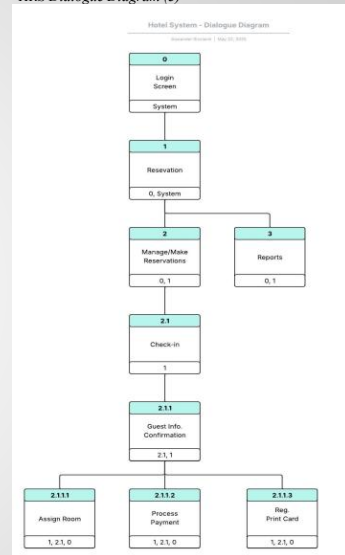 Hotel System - Dialogue Diagram
0
Login
Screen
System
1
Resevation
0, System
2
Manage/Make
Reservations
0, 1
3
Reports
0, 1
2.1
Check-in
1
2.1.1
Guest Info.
Confirmation
2.1, 1
2.1.1.1
Assign Room
1, 2.1, 0
2.1.1.2
Process
Payment
1, 2.1, 0
2.1.1.3
Reg.
Print Card
1, 2.1, 0